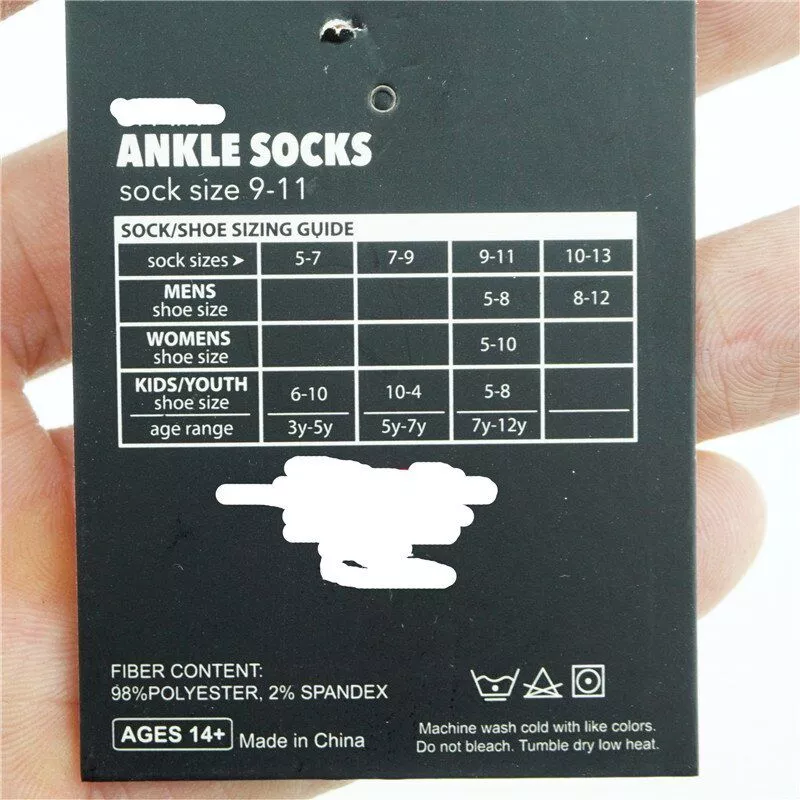 ANKLE SOCKS
sock size 9-11
SOCK/SHOE SIZING GUIDE
sock sizes ➤ 5-7 7-9 9-11 10-13
MENS
shoe size 5-8 8-12
WOMENS
shoe size 5-10
KIDS/YOUTH
shoe size 6-10 10-4 5-8
age range 3y-5y 5y-7y 7y-12y
FIBER CONTENT:
98%POLYESTER, 2% SPANDEX
AGES 14+ Made in China
Machine wash cold with like colors.
Do not bleach. Tumble dry low heat.